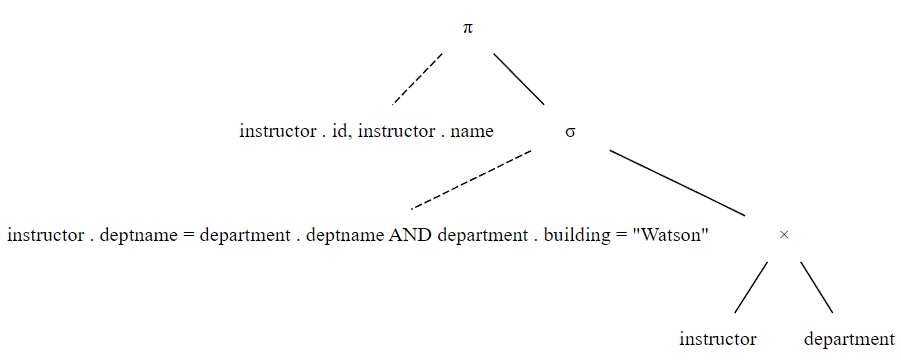 π
instructor . id, instructor . name σ
instructor . deptname = department . deptname AND department . building = "Watson" ×
instructor department